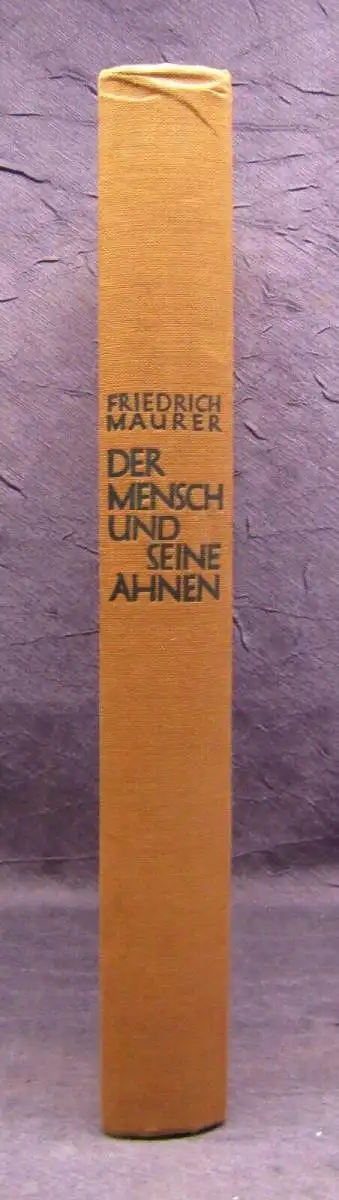 FRIEDRICH
MAURER
DER
MENSCH
UND
SEINE
AHNEN